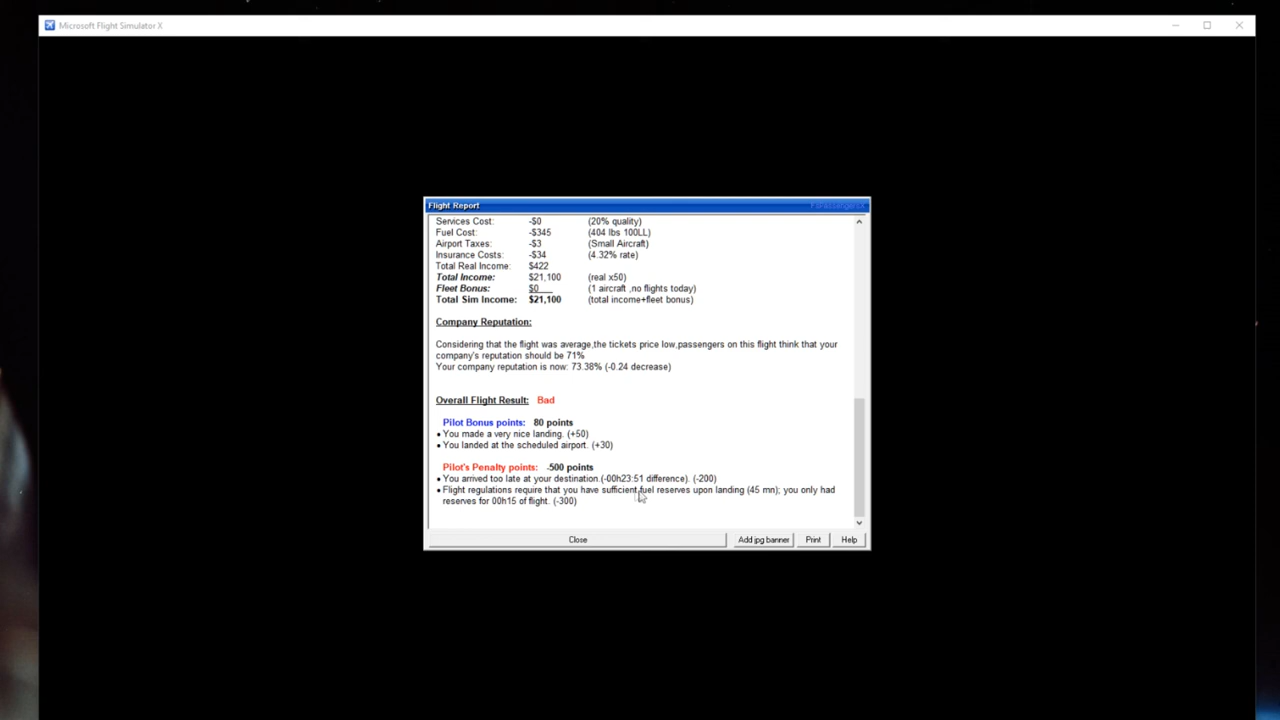 Microsoft Flight Simulator X
Flight Report
Services Cost: -$0 (20% quality)
Fuel Cost: -$345 (404 lbs 100LL)
Airport Taxes: -$3 (Small Aircraft)
Insurance Costs: -$34 (4.32% rate)
Total Real Income: $422
Total Income: $21,100 (real x50)
Fleet Bonus: $0 (1 aircraft ,no flights today)
Total Sim Income: $21,100 (total income+fleet bonus)
Company Reputation:
Considering that the flight was average,the tickets price low,passengers on this flight think that your
company's reputation should be 71%
Your company reputation is now: 73.38% (-0.24 decrease)
Overall Flight Result: Bad
Pilot Bonus points: 80 points
• You made a very nice landing. (+50)
• You landed at the scheduled airport. (+30)
Pilot's Penalty points: -500 points
• You arrived too late at your destination.(-00h23:51 difference). (-200)
• Flight regulations require that you have sufficient fuel reserves upon landing (45 mn); you only had
reserves for 00h15 of flight. (-300)
Close Add jpg banner Print Help